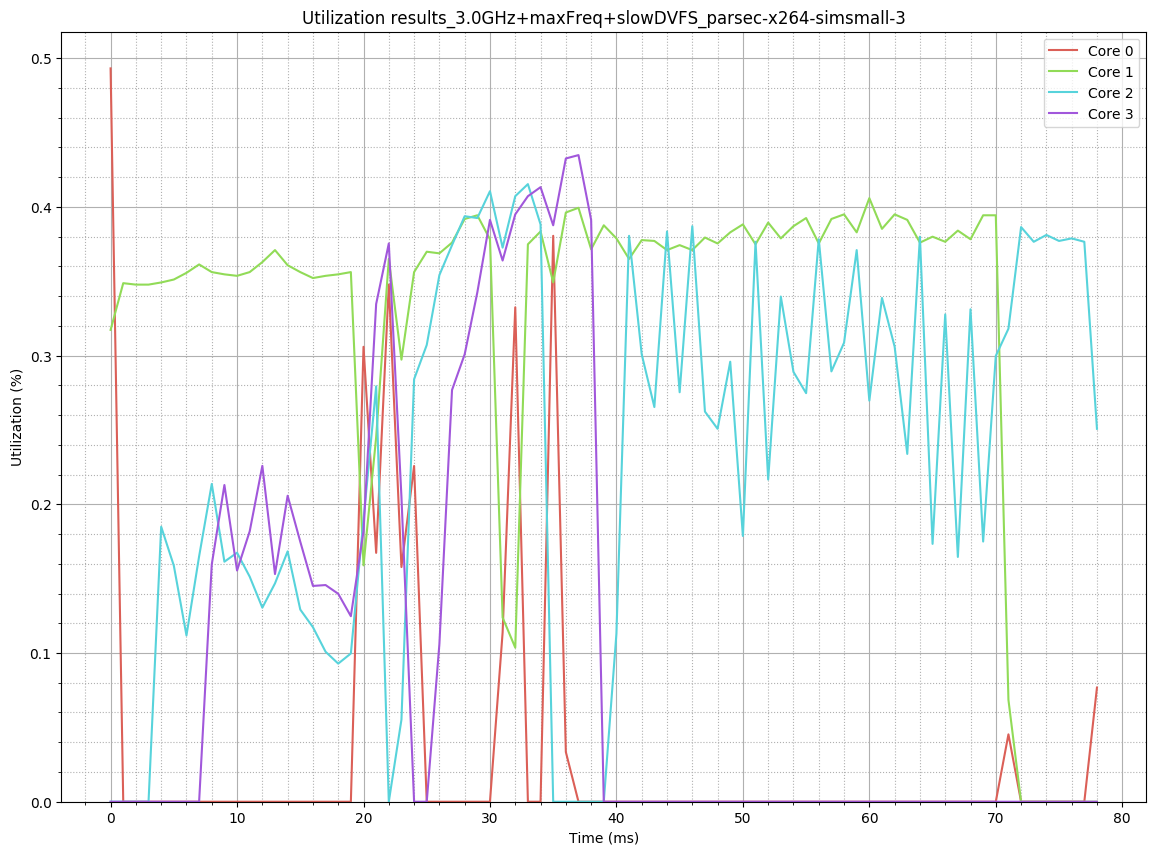 Utilization results_3.0GHz+maxFreq+slowDVFS_parsec-x264-simsmall-3
Core 0
Core 1
Core 2
Core 3
Utilization (%)
0.5
0.4
0.3
0.2
0.1
0.0
0 10 20 30 40 50 60 70 80
Time (ms)